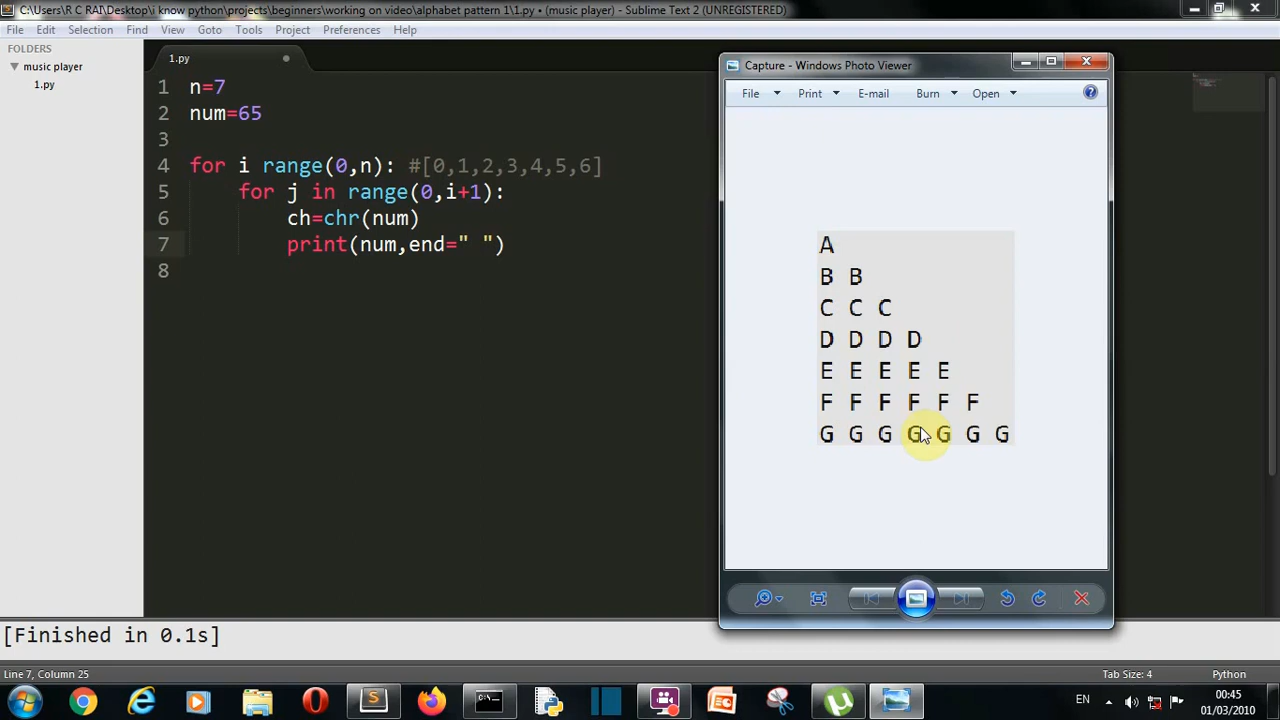 C:\Users\R C RAI\Desktop\i know python\projects\beginners\working on video\alphabet pattern 1\1.py • (music player) - Sublime Text 2 (UNREGISTERED)
File Edit Selection Find View Goto Tools Project Preferences Help
FOLDERS
music player
1.py
1.py
1 n=7
2 num=65
3
4 for i range(0,n): #[0,1,2,3,4,5,6]
5 for j in range(0,i+1):
6 ch=chr(num)
7 print(num,end=" ")
8
Capture - Windows Photo Viewer
File Print E-mail Burn Open
A
B B
C C C
D D D D
E E E E E
F F F F F F
G G G G G G G
[Finished in 0.1s]
Line 7, Column 25 Tab Size: 4 Python
EN 00:45
01/03/2010